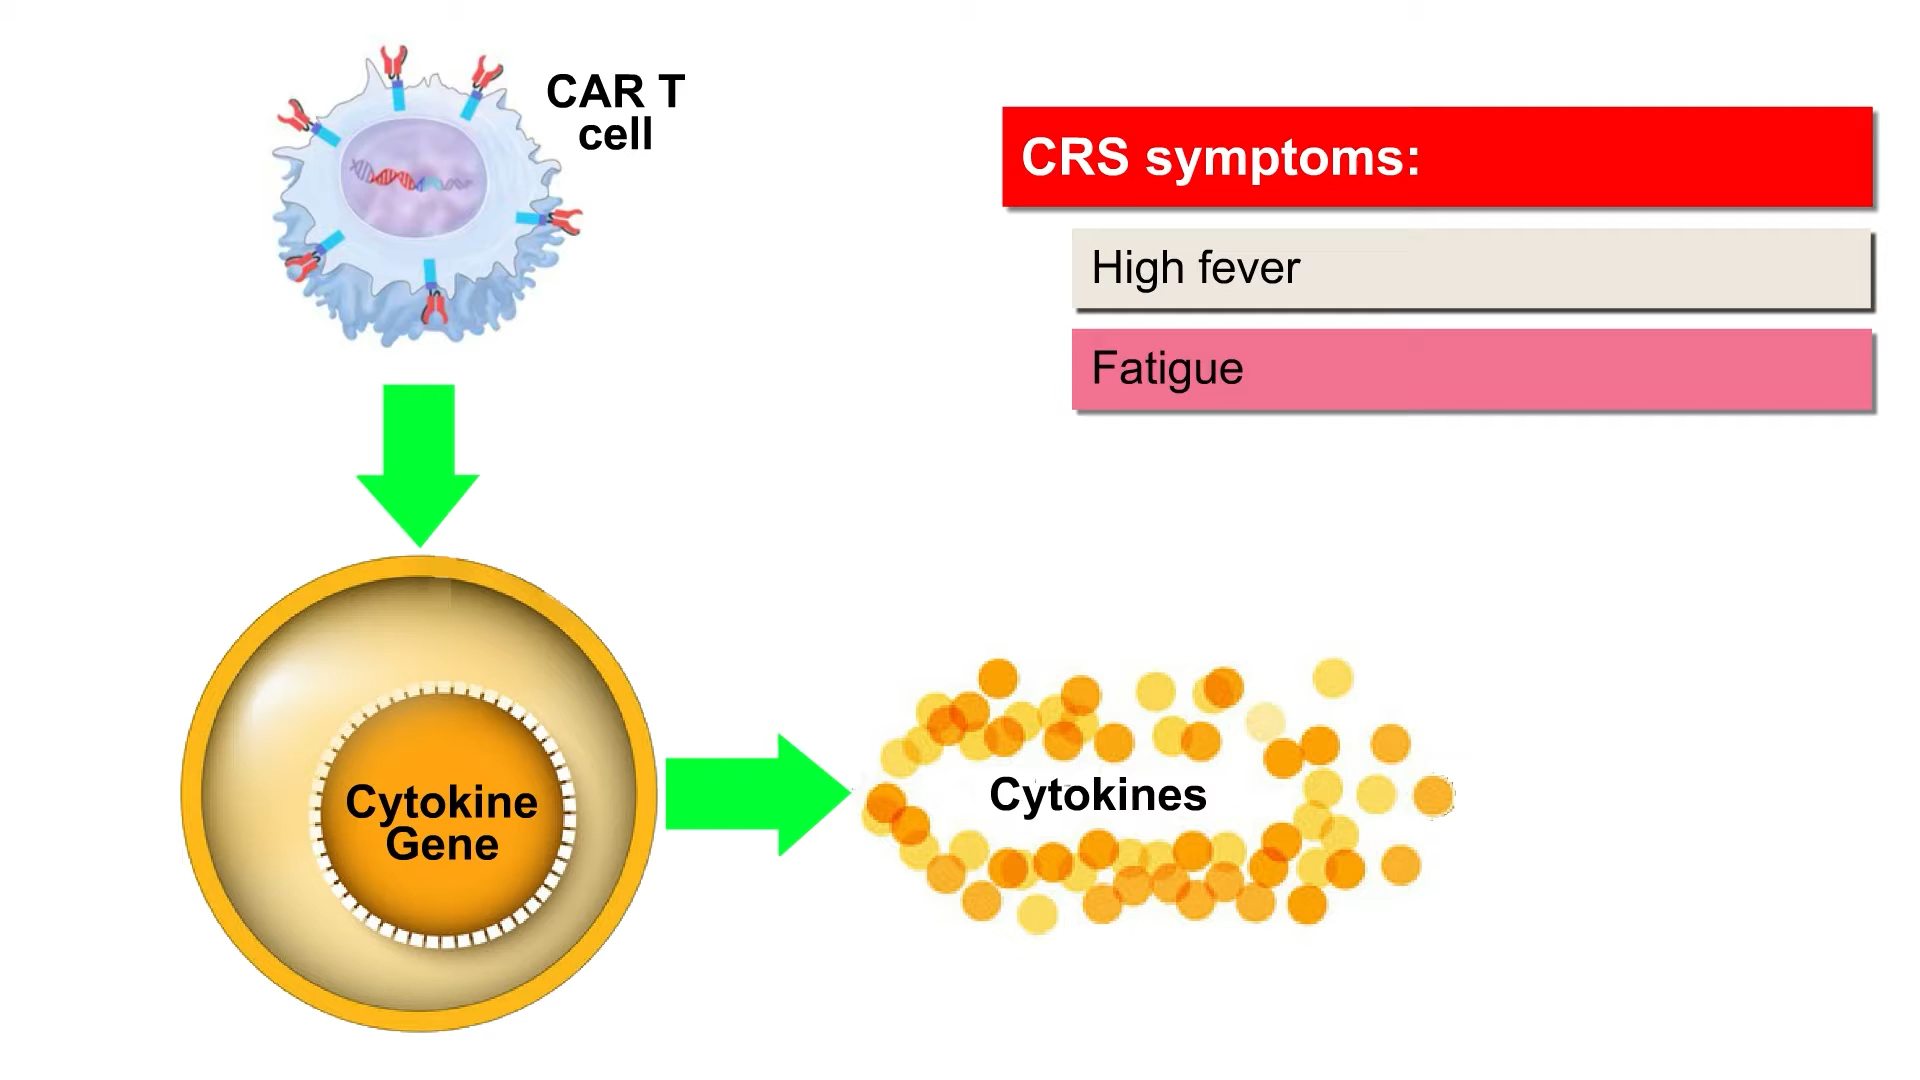 CAR T
cell
CRS symptoms:
High fever
Fatigue
Cytokine
Gene
Cytokines